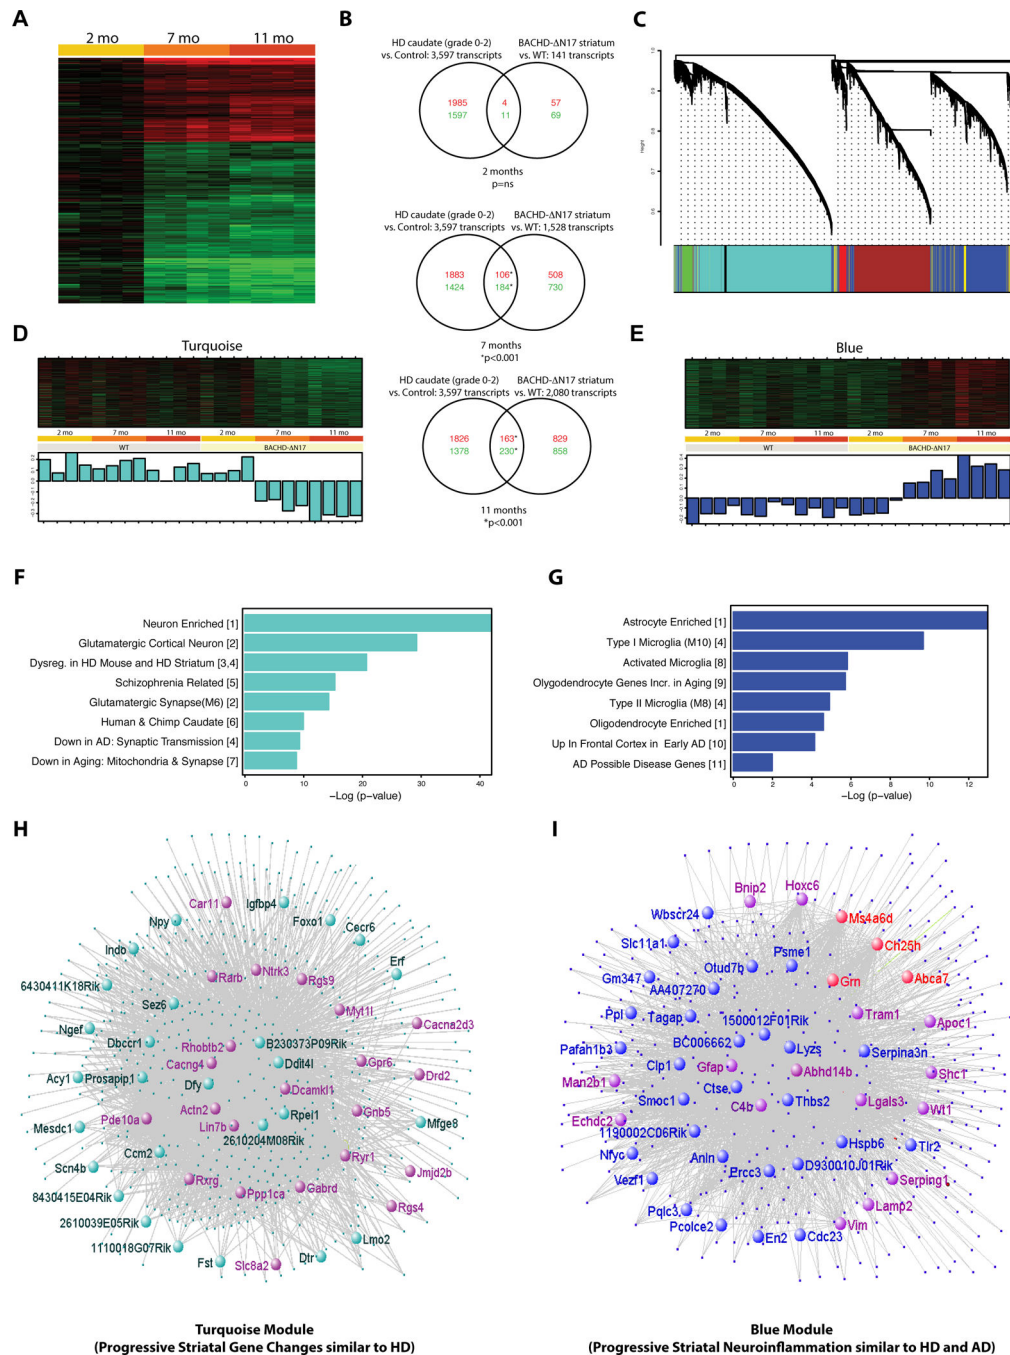 A
2 mo
7 mo
11 mo
B
HD caudate (grade 0-2)
vs. Control: 3,597 transcripts
BACHD-ΔN17 striatum
vs. WT: 141 transcripts
1985
1597
4
11
57
69
2 months
p=ns
HD caudate (grade 0-2)
vs. Control: 3,597 transcripts
BACHD-ΔN17 striatum
vs. WT: 1,528 transcripts
1883
1424
106*
184*
508
730
7 months
*p<0.001
HD caudate (grade 0-2)
vs. Control: 3,597 transcripts
BACHD-ΔN17 striatum
vs. WT: 2,080 transcripts
1826
1378
163*
230*
829
858
11 months
*p<0.001
C
Height
1.0
0.9
0.8
0.7
0.6
D
Turquoise
2 mo
7 mo
11 mo
2 mo
7 mo
11 mo
WT
BACHD-ΔN17
E
Blue
2 mo
7 mo
11 mo
2 mo
7 mo
11 mo
WT
BACHD-ΔN17
F
Neuron Enriched [1]
Glutamatergic Cortical Neuron [2]
Dysreg. in HD Mouse and HD Striatum [3,4]
Schizophrenia Related [5]
Glutamatergic Synapse(M6) [2]
Human & Chimp Caudate [6]
Down in AD: Synaptic Transmission [4]
Down in Aging: Mitochondria & Synapse [7]
0
10
20
30
40
−Log (p-value)
G
Astrocyte Enriched [1]
Type I Microglia (M10) [4]
Activated Microglia [8]
Olygodendrocyte Genes Incr. in Aging [9]
Type II Microglia (M8) [4]
Oligodendrocyte Enriched [1]
Up In Frontal Cortex in Early AD [10]
AD Possible Disease Genes [11]
0
2
4
6
8
10
12
−Log (p-value)
H
Car11
Igfbp4
Npy
Foxo1
Cecr6
Indo
Erf
Rarb
Ntrk3
Rgs9
6430411K18Rik
Sez6
Myt1l
Ngef
Cacna2d3
Dbccr1
Rhobtb2
B230373P09Rik
Cacng4
Ddit4l
Gpr6
Drd2
Acy1
Prosapip1
Dfy
Dcamkl1
Pde10a
Actn2
Rpel1
Gnb5
Mfge8
Mesdc1
Lin7b
2610204M08Rik
Ccm2
Ryr1
Scn4b
Jmjd2b
Rxrg
Ppp1ca
Gabrd
8430415E04Rik
Rgs4
2610039E05Rik
1110018G07Rik
Lmo2
Fst
Slc8a2
Dtr
Turquoise Module
(Progressive Striatal Gene Changes similar to HD)
I
Bnip2
Hoxc6
Wbscr24
Ms4a6d
Slc11a1
Psme1
Ch25h
Otud7b
Gm347
AA407270
Grn
Abca7
Ppl
Tagap
1500012F01Rik
Tram1
Apoc1
Pafah1b3
BC006662
Lyzs
Serpina3n
Clp1
Gfap
Abhd14b
Man2b1
Ctse
Shc1
Smoc1
C4b
Thbs2
Lgals3
Wt1
Echdc2
1190002C06Rik
Hspb6
Tlr2
Nfyc
Anln
D930010J01Rik
Vezf1
Ercc3
Serping1
Pqlc3
Lamp2
Pcolce2
Vim
En2
Cdc23
Blue Module
(Progressive Striatal Neuroinflammation similar to HD and AD)